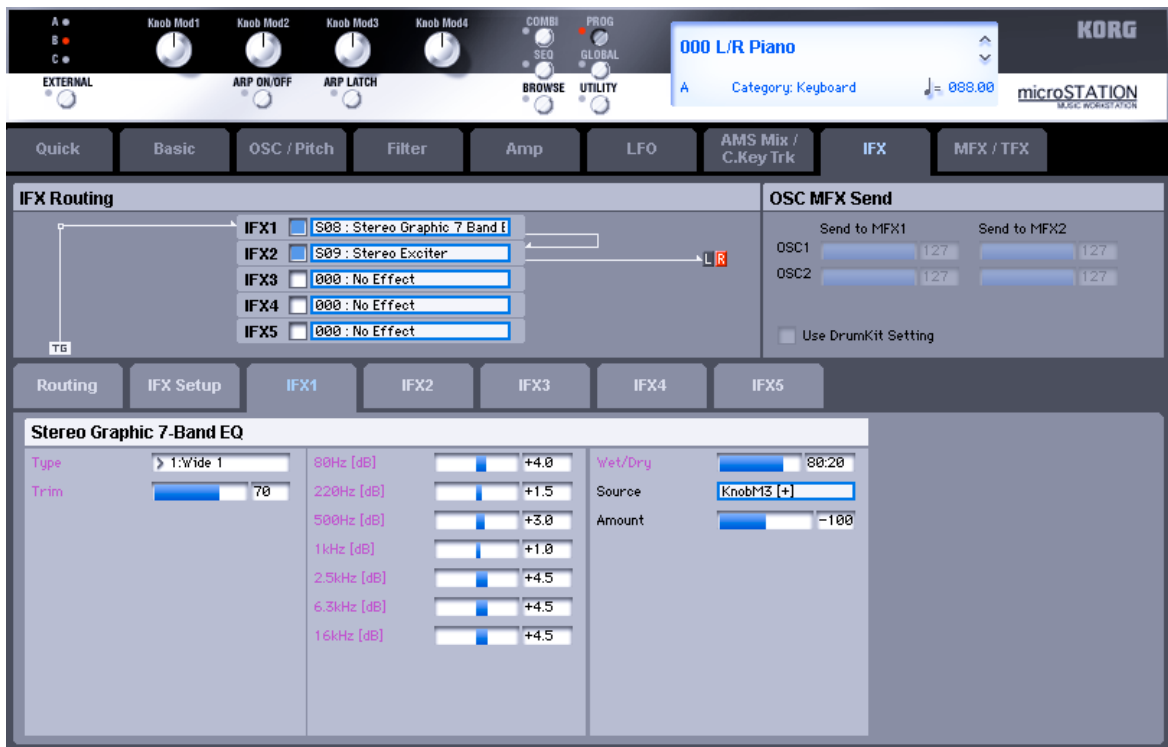 A Knob Mod1 Knob Mod2 Knob Mod3 Knob Mod4 COMBI PROG
B
C
SEQ GLOBAL
EXTERNAL ARP ON/OFF ARP LATCH BROWSE UTILITY
000 L/R Piano
A Category: Keyboard ♩= 088.00
KORG
microSTATION
MUSIC WORKSTATION
Quick Basic OSC / Pitch Filter Amp LFO AMS Mix / C.Key Trk IFX MFX / TFX
IFX Routing
IFX1 S08 : Stereo Graphic 7 Band E
IFX2 S09 : Stereo Exciter
IFX3 000 : No Effect
IFX4 000 : No Effect
IFX5 000 : No Effect
TG
L R
OSC MFX Send
Send to MFX1 Send to MFX2
OSC1 127 127
OSC2 127 127
Use DrumKit Setting
Routing IFX Setup IFX1 IFX2 IFX3 IFX4 IFX5
Stereo Graphic 7-Band EQ
Type 1:Wide 1
Trim 70
80Hz [dB] +4.0
220Hz [dB] +1.5
500Hz [dB] +3.0
1kHz [dB] +1.0
2.5kHz [dB] +4.5
6.3kHz [dB] +4.5
16kHz [dB] +4.5
Wet/Dry 80:20
Source KnobM3 [+]
Amount -100